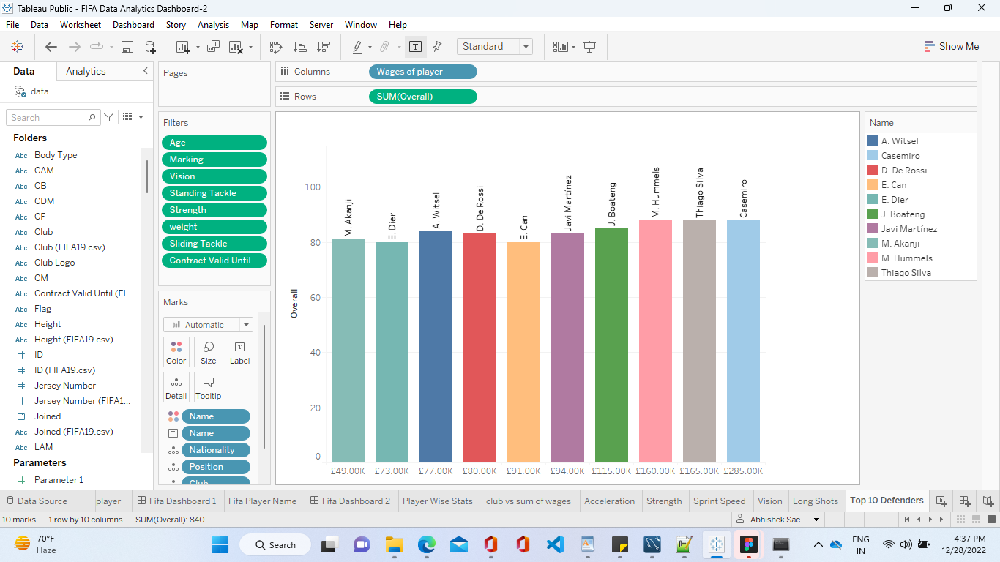 Tableau Public - FIFA Data Analytics Dashboard-2
File Data Worksheet Dashboard Story Analysis Map Format Server Window Help
Standard
Show Me
Data Analytics
data
Search
Folders
Abc Body Type
Abc CAM
Abc CB
Abc CDM
Abc CF
Abc Club
Abc Club (FIFA19.csv)
Abc Club Logo
Abc CM
Abc Contract Valid Until (FI...
Abc Flag
Abc Height
Abc Height (FIFA19.csv)
# ID
# ID (FIFA19.csv)
# Jersey Number
# Jersey Number (FIFA1...
Joined
Abc Joined (FIFA19.csv)
Abc LAM
Parameters
# Parameter 1
Pages
Filters
Age
Marking
Vision
Standing Tackle
Strength
weight
Sliding Tackle
Contract Valid Until
Marks
Automatic
Color Size Label
Detail Tooltip
Name
Name
Nationality
Position
Club
Columns Wages of player
Rows SUM(Overall)
Overall
100
80
60
40
20
0
M. Akanji
E. Dier
A. Witsel
D. De Rossi
E. Can
Javi Martínez
J. Boateng
M. Hummels
Thiago Silva
Casemiro
£49.00K £73.00K £77.00K £80.00K £91.00K £94.00K £115.00K £160.00K £165.00K £285.00K
Name
A. Witsel
Casemiro
D. De Rossi
E. Can
E. Dier
J. Boateng
Javi Martínez
M. Akanji
M. Hummels
Thiago Silva
Data Source player Fifa Dashboard 1 Fifa Player Name Fifa Dashboard 2 Player Wise Stats club vs sum of wages Acceleration Strength Sprint Speed Vision Long Shots Top 10 Defenders
10 marks 1 row by 10 columns SUM(Overall): 840 Abhishek Sac...
70°F
Haze
Search
ENG
IN
4:37 PM
12/28/2022